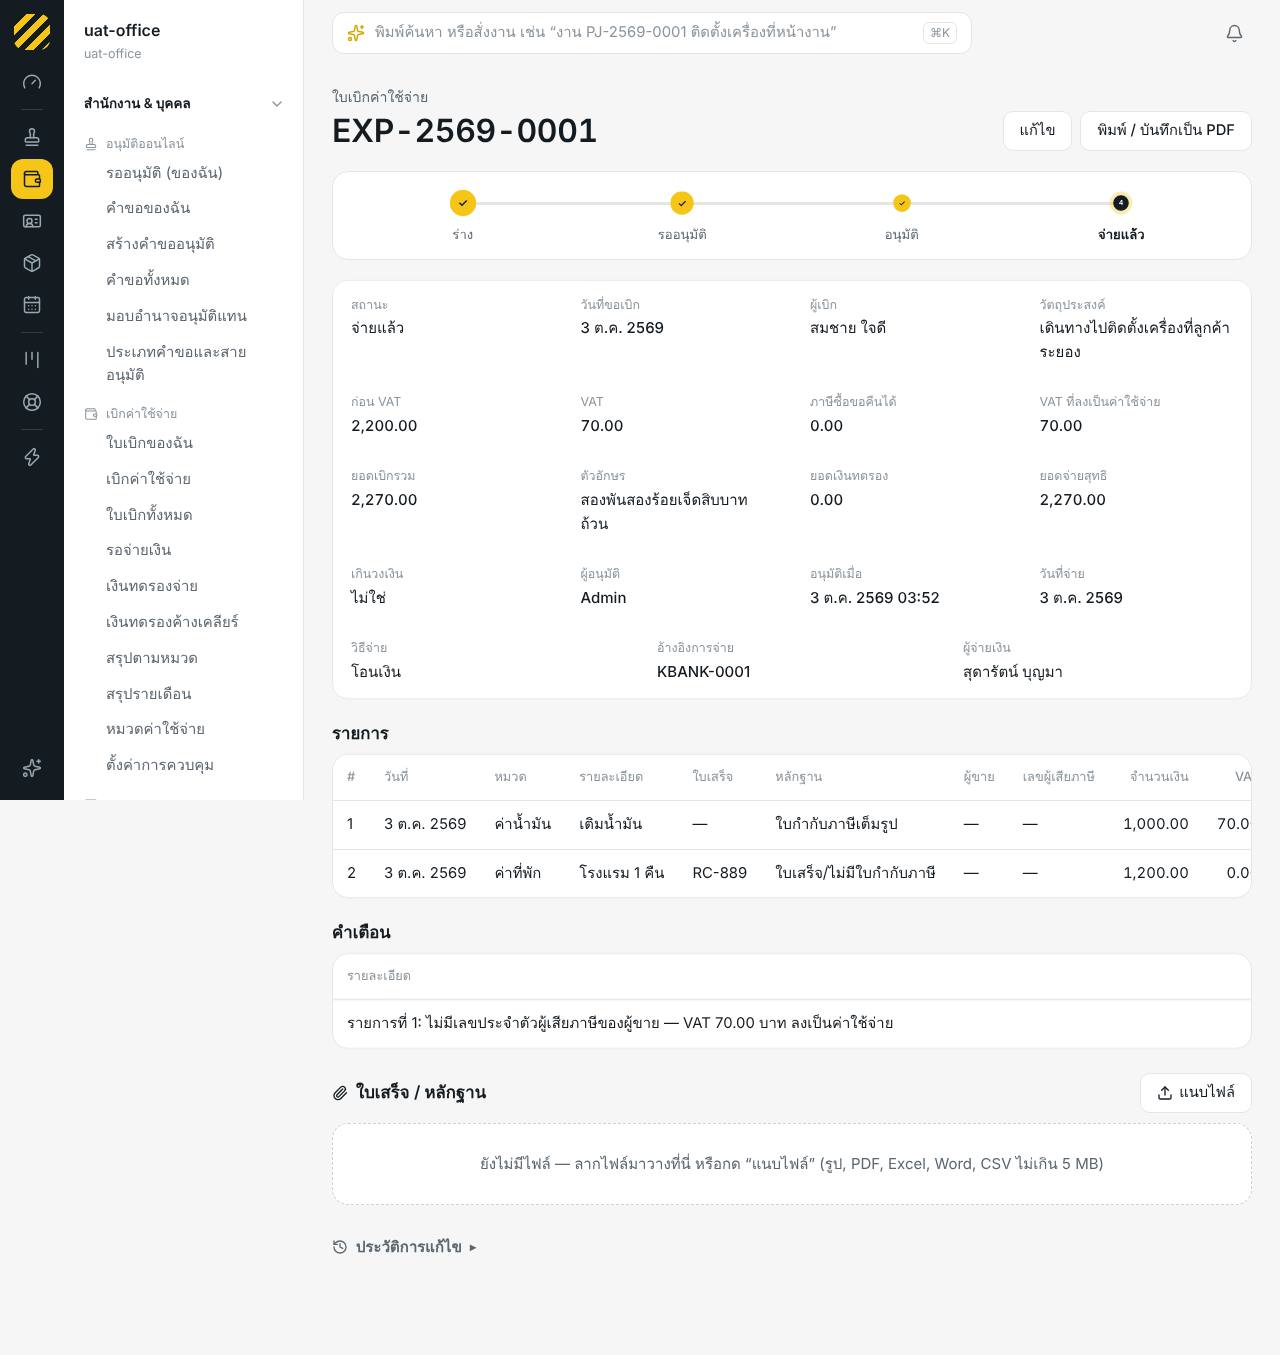 uat-office
uat-office
สำนักงาน & บุคคล
อนุมัติออนไลน์
รออนุมัติ (ของฉัน)
คำขอของฉัน
สร้างคำขออนุมัติ
คำขอทั้งหมด
มอบอำนาจอนุมัติแทน
ประเภทคำขอและสาย
อนุมัติ
เบิกค่าใช้จ่าย
ใบเบิกของฉัน
เบิกค่าใช้จ่าย
ใบเบิกทั้งหมด
รอจ่ายเงิน
เงินทดรองจ่าย
เงินทดรองค้างเคลียร์
สรุปตามหมวด
สรุปรายเดือน
หมวดค่าใช้จ่าย
ตั้งค่าการควบคุม
พิมพ์ค้นหา หรือสั่งงาน เช่น “งาน PJ-2569-0001 ติดตั้งเครื่องที่หน้างาน” ⌘K
ใบเบิกค่าใช้จ่าย
EXP-2569-0001
แก้ไข พิมพ์ / บันทึกเป็น PDF
4
ร่าง รออนุมัติ อนุมัติ จ่ายแล้ว
สถานะ วันที่ขอเบิก ผู้เบิก วัตถุประสงค์
จ่ายแล้ว 3 ต.ค. 2569 สมชาย ใจดี เดินทางไปติดตั้งเครื่องที่ลูกค้า
ระยอง
ก่อน VAT VAT ภาษีซื้อขอคืนได้ VAT ที่ลงเป็นค่าใช้จ่าย
2,200.00 70.00 0.00 70.00
ยอดเบิกรวม ตัวอักษร ยอดเงินทดรอง ยอดจ่ายสุทธิ
2,270.00 สองพันสองร้อยเจ็ดสิบบาท 0.00 2,270.00
ถ้วน
เกินวงเงิน ผู้อนุมัติ อนุมัติเมื่อ วันที่จ่าย
ไม่ใช่ Admin 3 ต.ค. 2569 03:52 3 ต.ค. 2569
วิธีจ่าย อ้างอิงการจ่าย ผู้จ่ายเงิน
โอนเงิน KBANK-0001 สุดารัตน์ บุญมา
รายการ
# วันที่ หมวด รายละเอียด ใบเสร็จ หลักฐาน ผู้ขาย เลขผู้เสียภาษี จำนวนเงิน VA
1 3 ต.ค. 2569 ค่าน้ำมัน เติมน้ำมัน — ใบกำกับภาษีเต็มรูป — — 1,000.00 70.0
2 3 ต.ค. 2569 ค่าที่พัก โรงแรม 1 คืน RC-889 ใบเสร็จ/ไม่มีใบกำกับภาษี — — 1,200.00 0.0
คำเตือน
รายละเอียด
รายการที่ 1: ไม่มีเลขประจำตัวผู้เสียภาษีของผู้ขาย — VAT 70.00 บาท ลงเป็นค่าใช้จ่าย
ใบเสร็จ / หลักฐาน แนบไฟล์
ยังไม่มีไฟล์ — ลากไฟล์มาวางที่นี่ หรือกด “แนบไฟล์” (รูป, PDF, Excel, Word, CSV ไม่เกิน 5 MB)
ประวัติการแก้ไข ▸